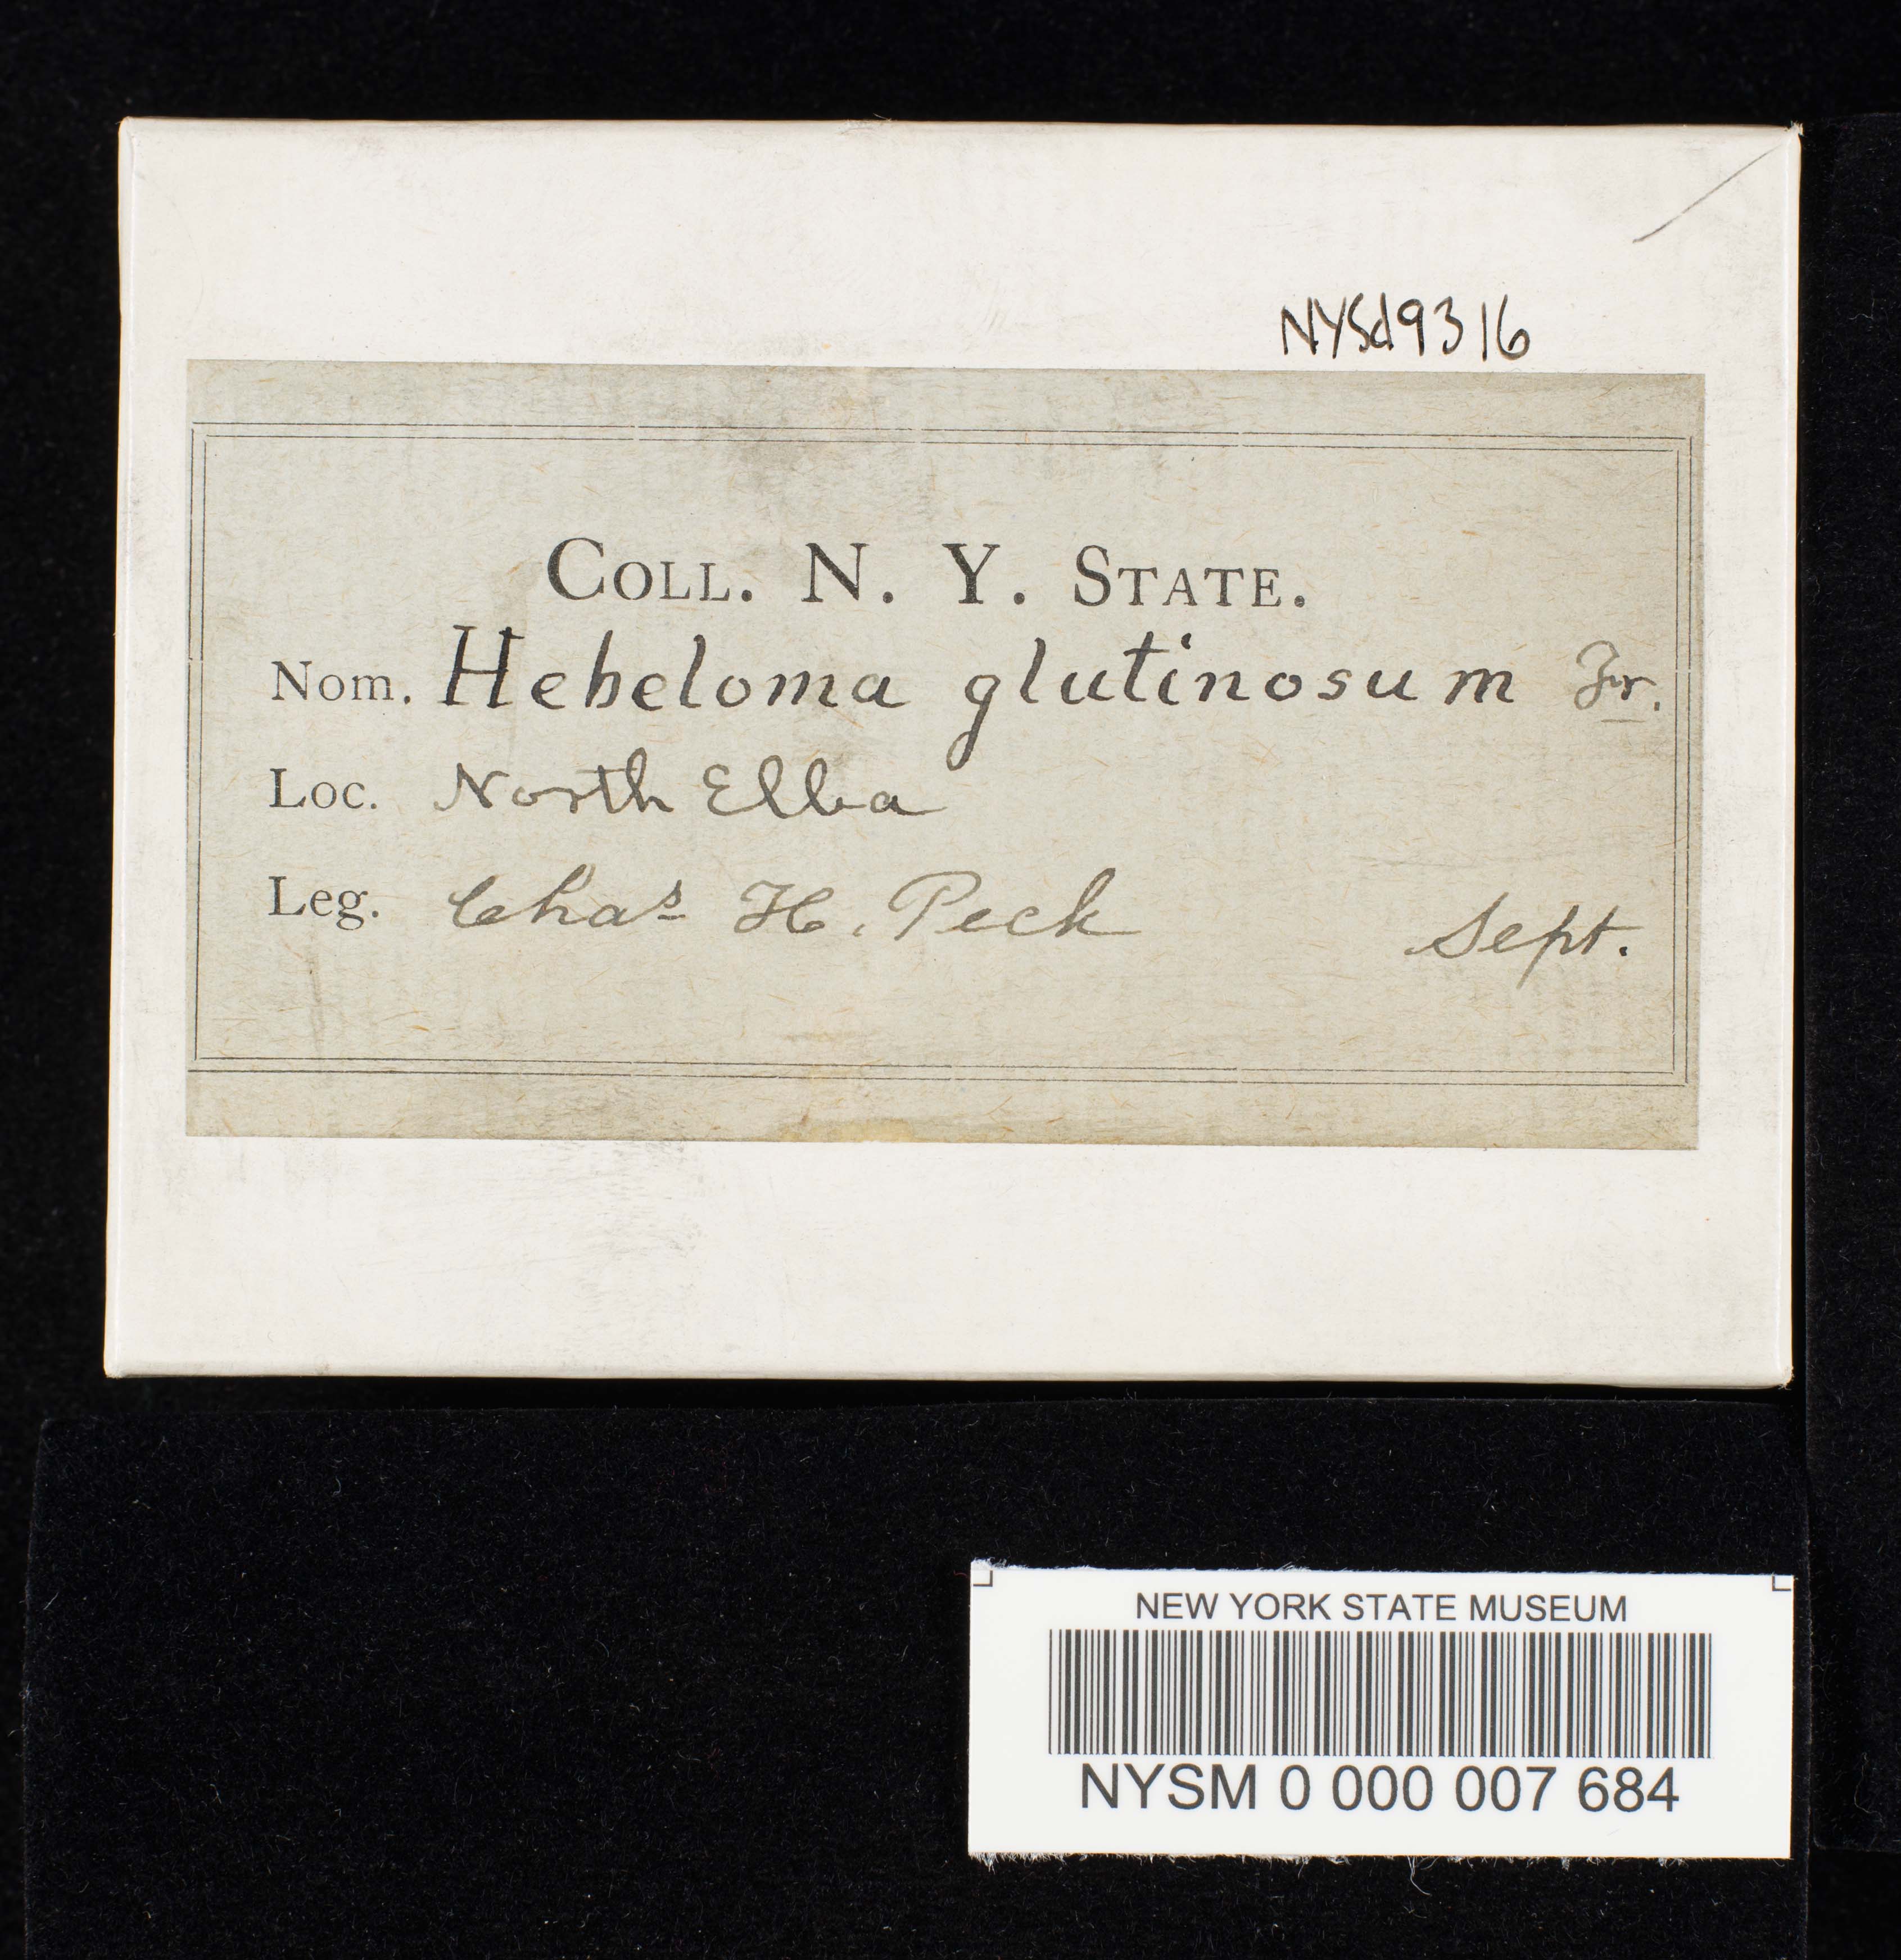 NYSd9316
COLL. N. Y. STATE.
Nom. Hebeloma glutinosum Fr.
Loc. North Elba
Leg. Chas H. Peck Sept.
NEW YORK STATE MUSEUM
NYSM 0 000 007 684